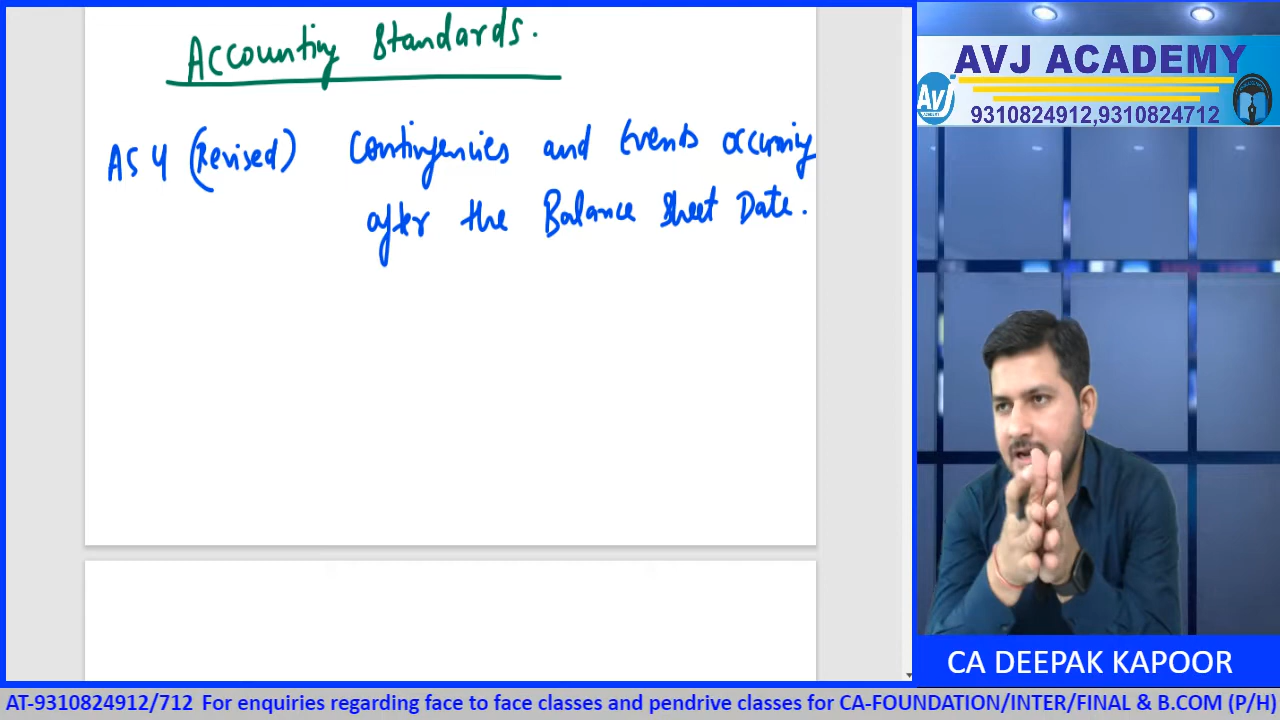 Accounting Standards.
AS 4 (Revised) Contingencies and Events occurring
after the Balance Sheet Date.
AVJ ACADEMY
AVJ
ACADEMY
9310824912,9310824712
CA DEEPAK KAPOOR
AT-9310824912/712 For enquiries regarding face to face classes and pendrive classes for CA-FOUNDATION/INTER/FINAL & B.COM (P/H)